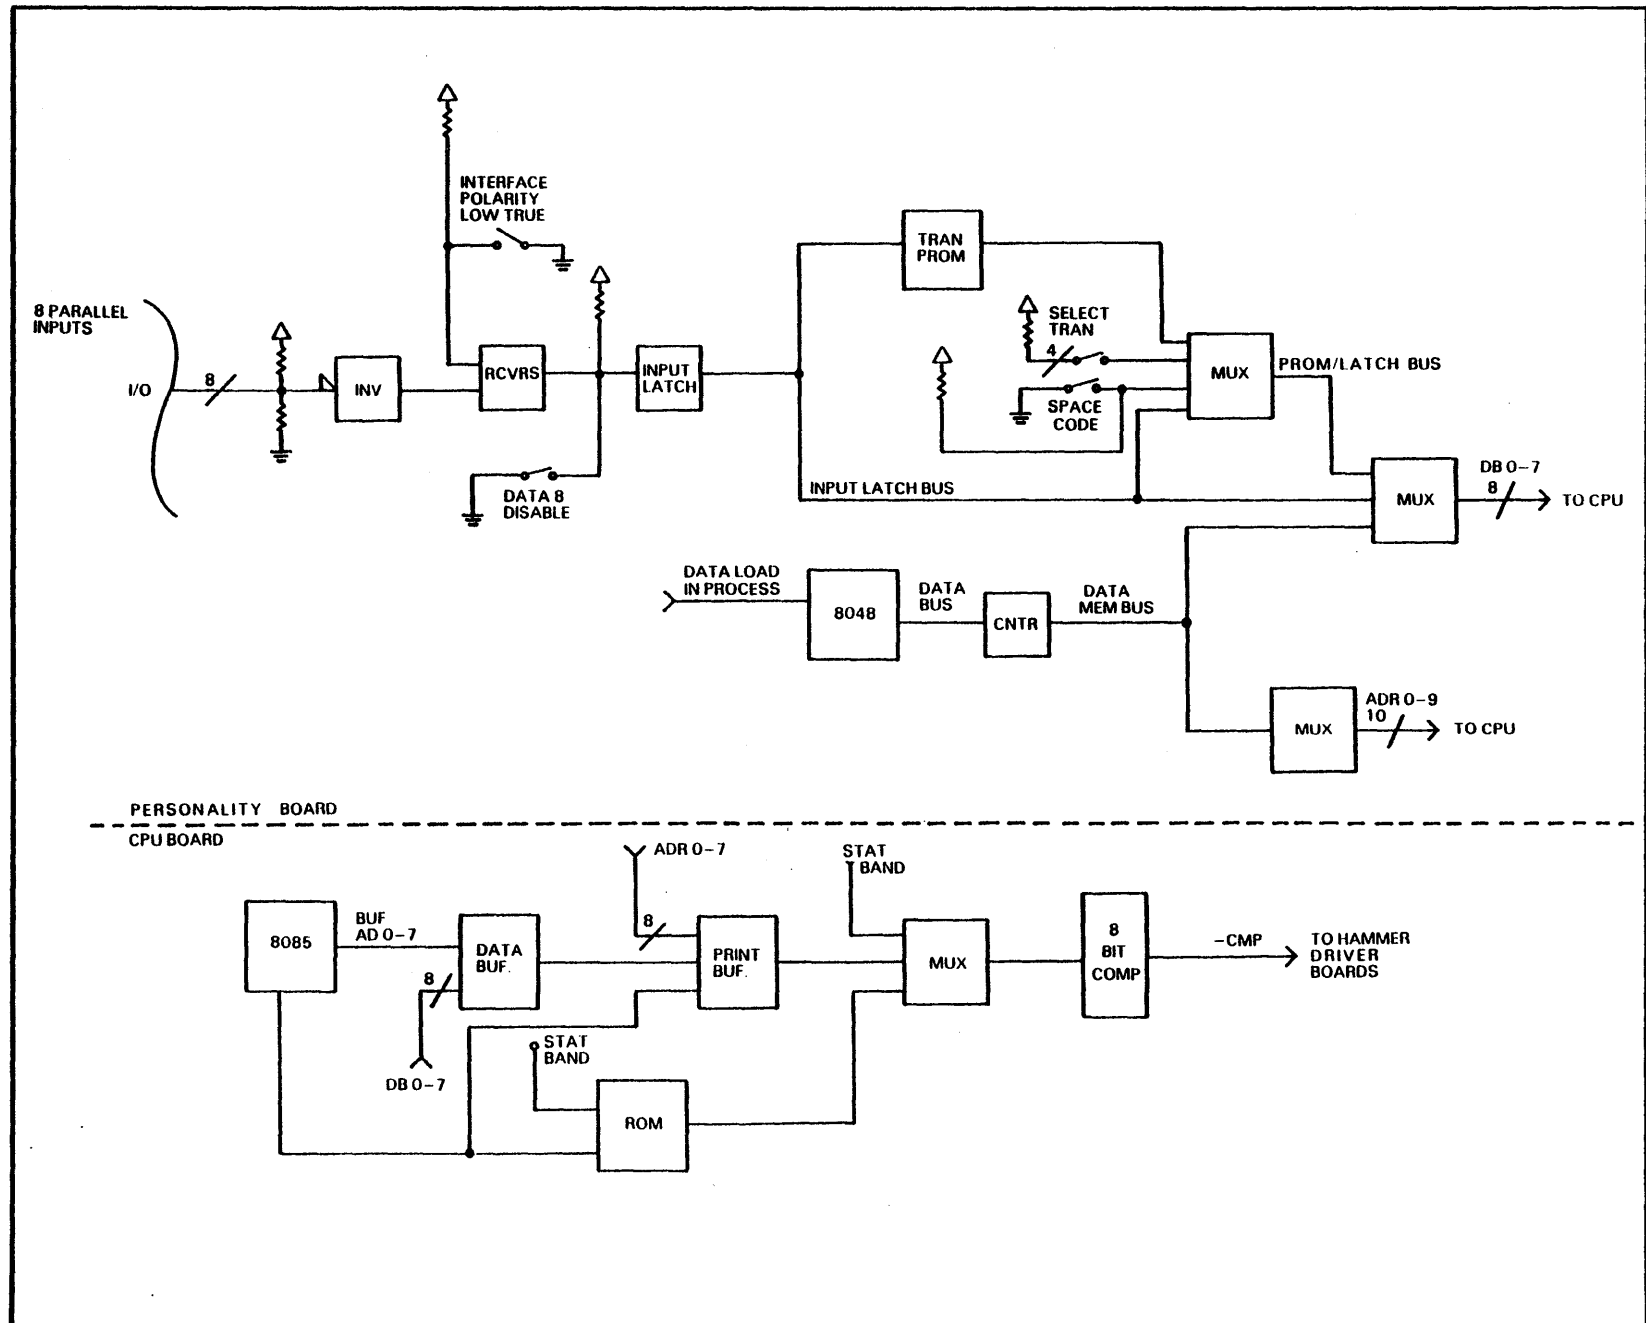 INTERFACE
POLARITY
LOW TRUE
8 PARALLEL
INPUTS
I/O
8
INV
RCVRS
INPUT
LATCH
DATA 8
DISABLE
TRAN
PROM
SELECT
TRAN
4
SPACE
CODE
MUX
PROM/LATCH BUS
INPUT LATCH BUS
MUX
DB 0-7
8
TO CPU
DATA LOAD
IN PROCESS
8048
DATA
BUS
CNTR
DATA
MEM BUS
MUX
ADR 0-9
10
TO CPU
PERSONALITY BOARD
CPU BOARD
8085
BUF
AD 0-7
8
DB 0-7
DATA
BUF.
ADR 0-7
8
PRINT
BUF.
STAT
BAND
MUX
STAT
BAND
ROM
8
BIT
COMP
-CMP
TO HAMMER
DRIVER
BOARDS